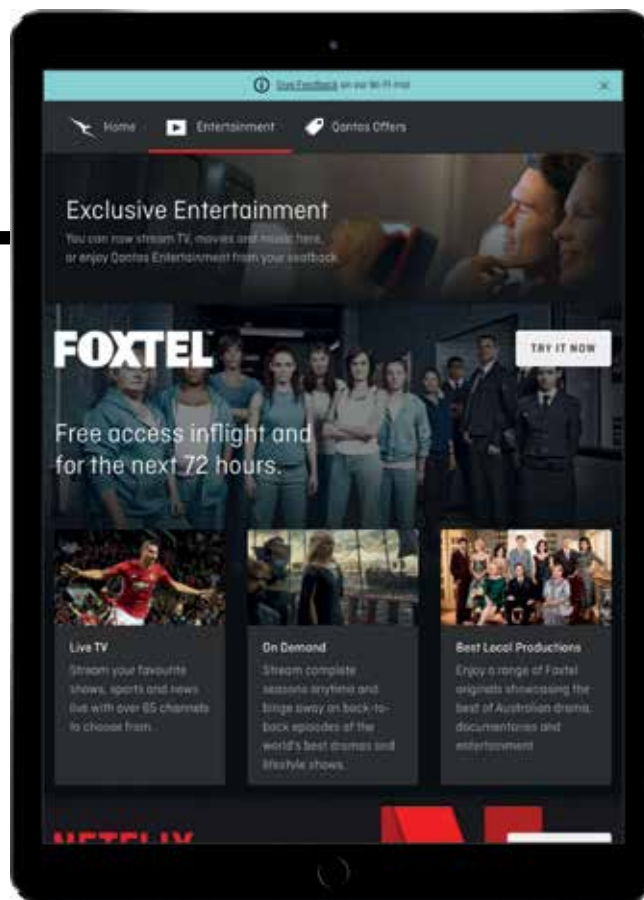 Give Feedback on our Wi-Fi trial
Home
Entertainment
Qantas Offers
Exclusive Entertainment
You can now stream TV, movies and music here,
or enjoy Qantas Entertainment from your seatback.
FOXTEL
TRY IT NOW
Free access inflight and
for the next 72 hours.
Live TV
Stream your favourite
shows, sports and news
live with over 65 channels
to choose from.
On Demand
Stream complete
seasons anytime and
binge away on back-to-
back episodes of the
world's best dramas and
lifestyle shows.
Best Local Productions
Enjoy a range of Foxtel
originals showcasing the
best of Australian drama,
documentaries and
entertainment
NETFLIX